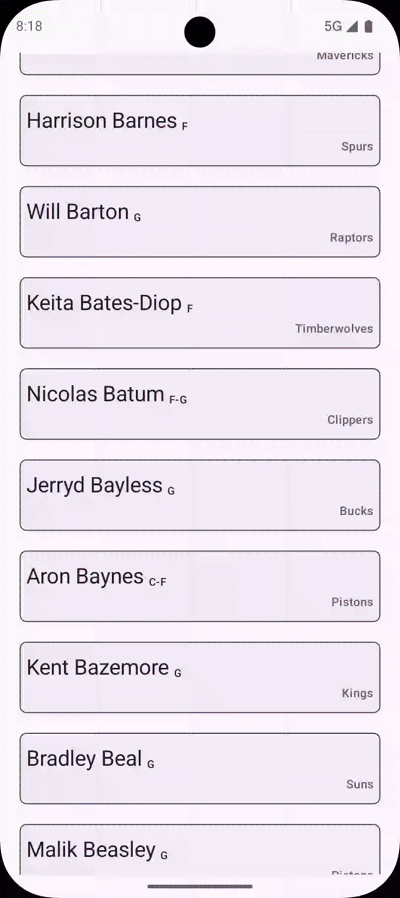 8:18 5G
Mavericks
Harrison Barnes F
Spurs
Will Barton G
Raptors
Keita Bates-Diop F
Timberwolves
Nicolas Batum F-G
Clippers
Jerryd Bayless G
Bucks
Aron Baynes C-F
Pistons
Kent Bazemore G
Kings
Bradley Beal G
Suns
Malik Beasley G
Pistons